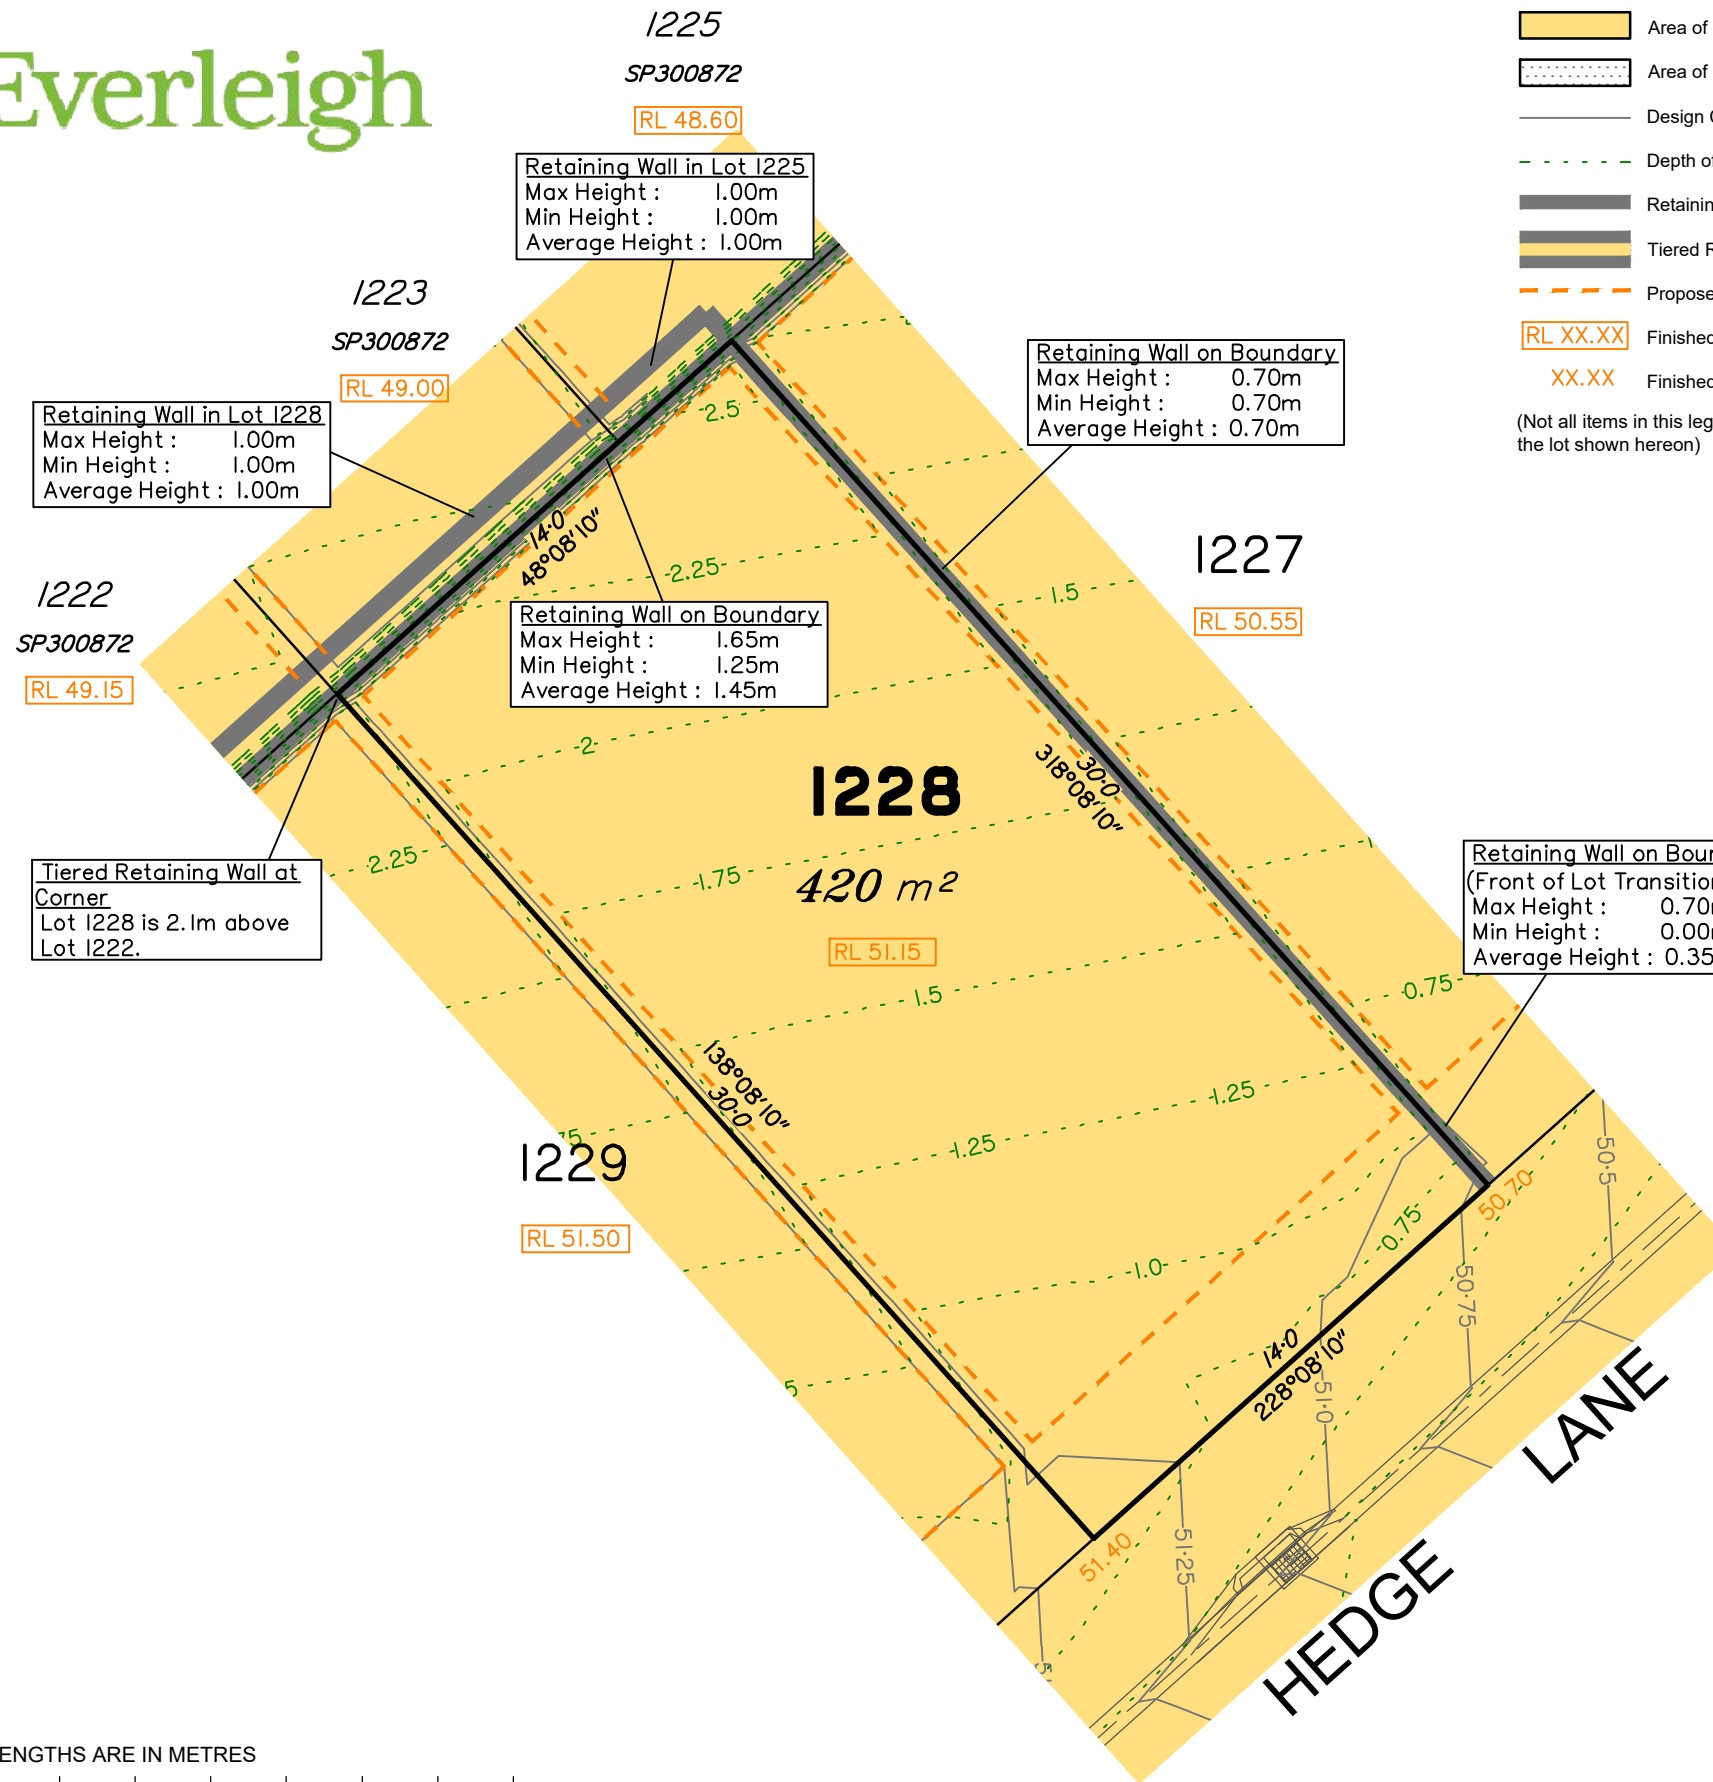 Everleigh
1225
SP300872
RL 48.60
Retaining Wall in Lot 1225
Max Height : 1.00m
Min Height : 1.00m
Average Height : 1.00m
1223
SP300872
RL 49.00
Retaining Wall in Lot 1228
Max Height : 1.00m
Min Height : 1.00m
Average Height : 1.00m
1222
SP300872
RL 49.15
Retaining Wall on Boundary
Max Height : 0.70m
Min Height : 0.70m
Average Height : 0.70m
Retaining Wall on Boundary
Max Height : 1.65m
Min Height : 1.25m
Average Height : 1.45m
1227
RL 50.55
Tiered Retaining Wall at
Corner
Lot 1228 is 2.1m above
Lot 1222.
1228
420 m²
RL 51.15
Retaining Wall on Boun
(Front of Lot Transition
Max Height : 0.70m
Min Height : 0.00m
Average Height : 0.35
1229
RL 51.50
14·0
48°08'10"
30·0
318°08'10"
138°08'10"
30·0
14·0
228°08'10"
2.5
2.25
2
1.75
1.5
1.25
1.0
0.75
1.5
1
0.75
1.25
2.25
75
5
50.70
51.40
50·5
50·75
51·0
51·25
51
HEDGE LANE
Area of
Area of
Design
Depth of
Retainin
Tiered R
Propose
RL XX.XX Finished
XX.XX Finished
(Not all items in this leg
the lot shown hereon)
ENGTHS ARE IN METRES